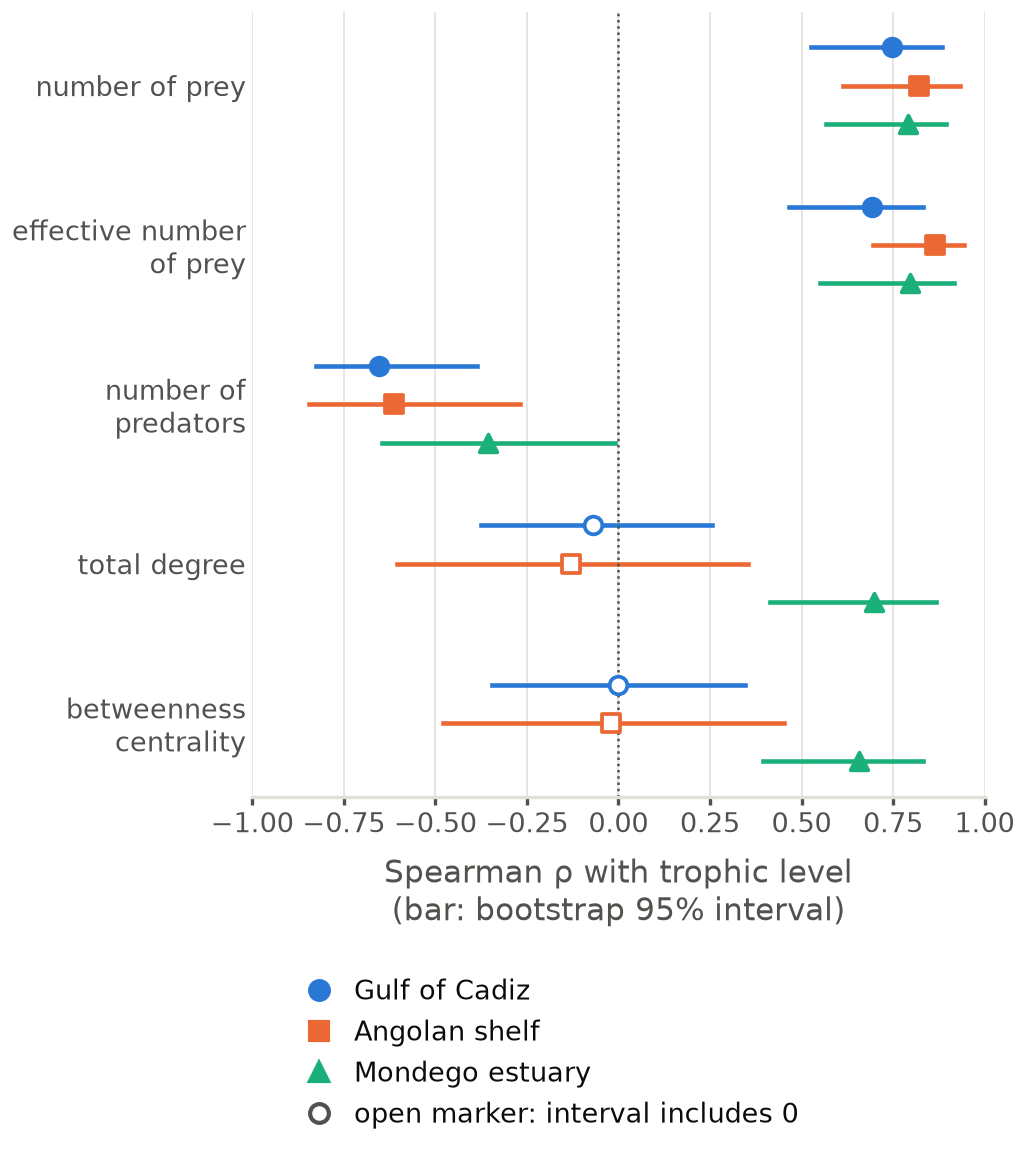 number of prey
effective number
of prey
number of
predators
total degree
betweenness
centrality
−1.00 −0.75 −0.50 −0.25 0.00 0.25 0.50 0.75 1.00
Spearman ρ with trophic level
(bar: bootstrap 95% interval)
Gulf of Cadiz
Angolan shelf
Mondego estuary
open marker: interval includes 0